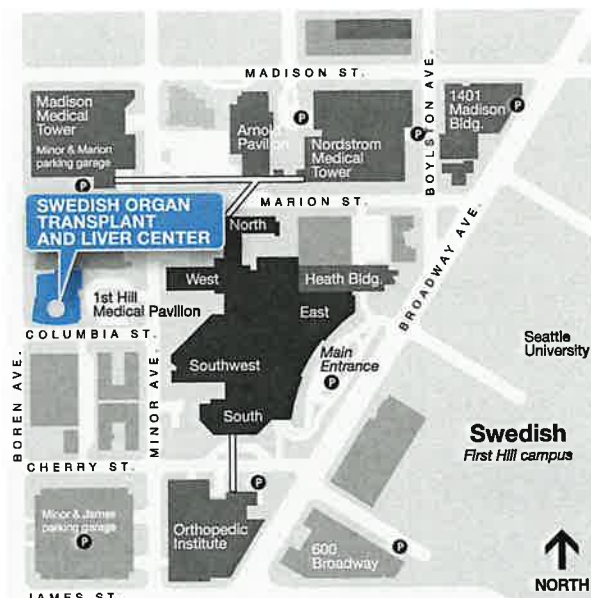 MADISON ST.
BOYLSTON AVE.
Madison
Medical
Tower
Minor & Marion
parking garage
P
Arnold
Pavilion
P
Nordstrom
Medical
Tower
P
1401
Madison
Bldg.
P
MARION ST.
SWEDISH ORGAN
TRANSPLANT
AND LIVER CENTER
North
West
Heath Bldg.
East
1st Hill
Medical Pavilion
COLUMBIA ST.
BROADWAY AVE.
Seattle
University
Main
Entrance
P
Southwest
South
BOREN AVE.
MINOR AVE.
Swedish
First Hill campus
CHERRY ST.
P
Minor & James
parking garage
P
Orthopedic
Institute
600
Broadway
P
NORTH
JAMES ST.